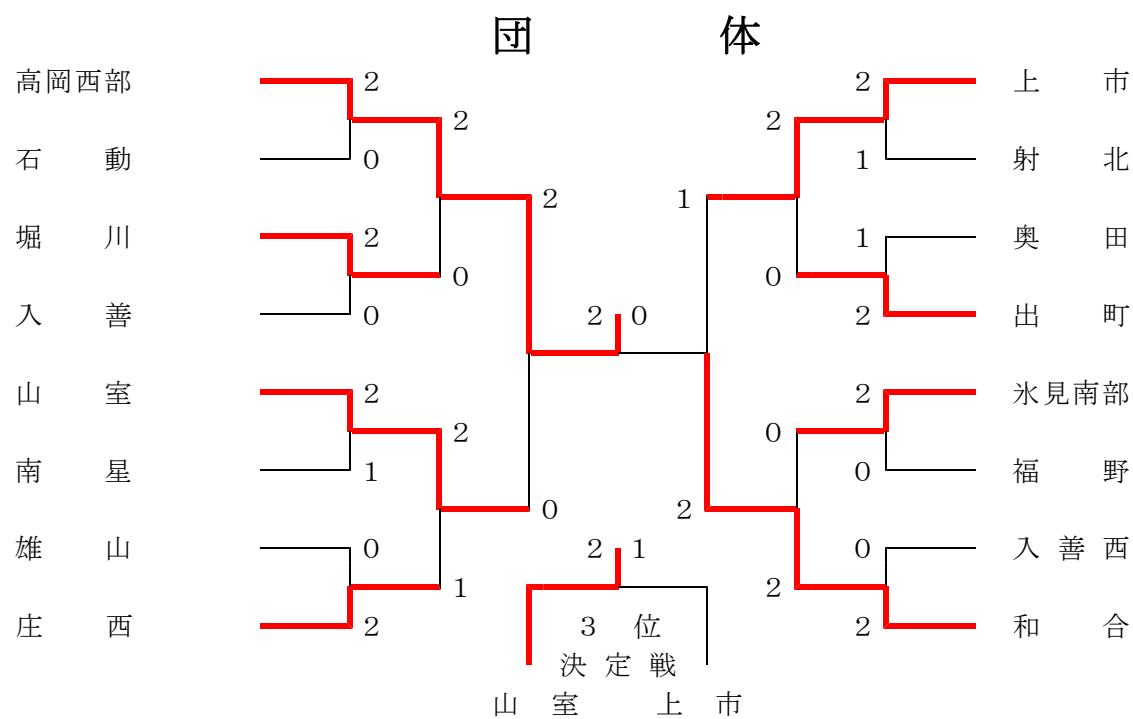 団 体
高岡西部 2 2 上 市
2 2
石 動 0 1 射 北
2 1
堀 川 2 1 奥 田
0 0
入 善 0 2 0 2 出 町
山 室 2 2 氷見南部
2 0
南 星 1 0 福 野
0 2
雄 山 0 2 1 0 入善西
1 2
庄 西 2 3 位 2 和 合
決定戦
山 室 上 市